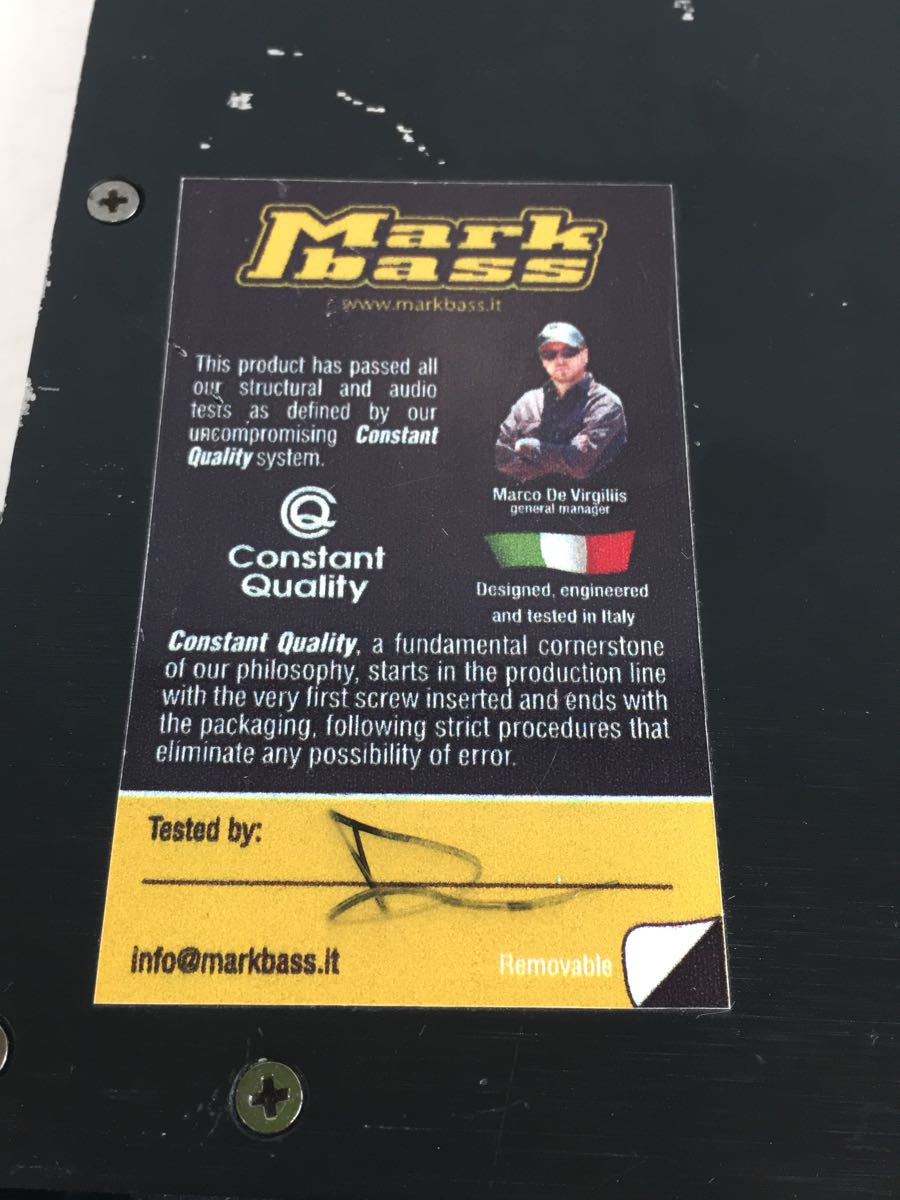 Mark
bass
www.markbass.it
This product has passed all
our structural and audio
tests as defined by our
uncompromising Constant
Quality system.
Marco De Virgiliis
general manager
CQ
Constant
Quality
Designed, engineered
and tested in Italy
Constant Quality, a fundamental cornerstone
of our philosophy, starts in the production line
with the very first screw inserted and ends with
the packaging, following strict procedures that
eliminate any possibility of error.
Tested by:
info@markbass.it
Removable